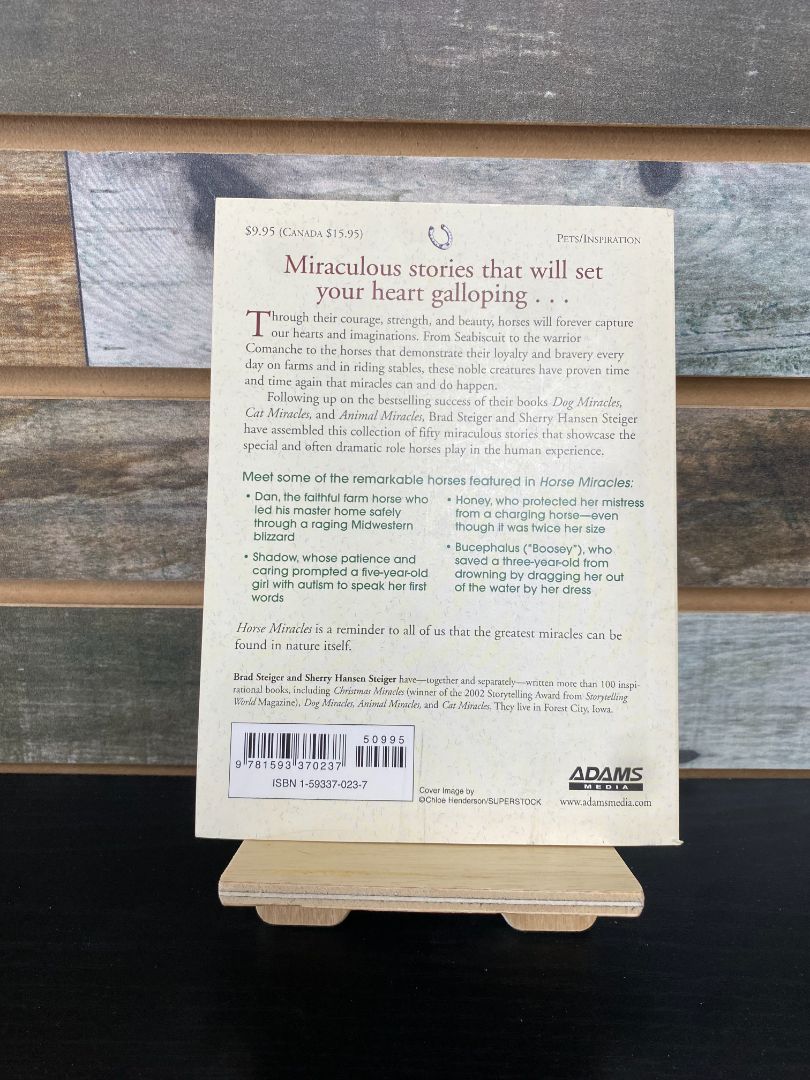 $9.95 (CANADA $15.95)
PETS/INSPIRATION
Miraculous stories that will set
your heart galloping . . .
Through their courage, strength, and beauty, horses will forever capture
our hearts and imaginations. From Seabiscuit to the warrior
Comanche to the horses that demonstrate their loyalty and bravery every
day on farms and in riding stables, these noble creatures have proven time
and time again that miracles can and do happen.
Following up on the bestselling success of their books Dog Miracles,
Cat Miracles, and Animal Miracles, Brad Steiger and Sherry Hansen Steiger
have assembled this collection of fifty miraculous stories that showcase the
special and often dramatic role horses play in the human experience.
Meet some of the remarkable horses featured in Horse Miracles:
• Dan, the faithful farm horse who
led his master home safely
through a raging Midwestern
blizzard
• Shadow, whose patience and
caring prompted a five-year-old
girl with autism to speak her first
words
• Honey, who protected her mistress
from a charging horse—even
though it was twice her size
• Bucephalus ("Boosey"), who
saved a three-year-old from
drowning by dragging her out
of the water by her dress
Horse Miracles is a reminder to all of us that the greatest miracles can be
found in nature itself.
Brad Steiger and Sherry Hansen Steiger have—together and separately—written more than 100 inspi-
rational books, including Christmas Miracles (winner of the 2002 Storytelling Award from Storytelling
World Magazine), Dog Miracles, Animal Miracles, and Cat Miracles. They live in Forest City, Iowa.
50995
9 781593 370237
ISBN 1-59337-023-7
Cover Image by
©Chloe Henderson/SUPERSTOCK
ADAMS
MEDIA
www.adamsmedia.com